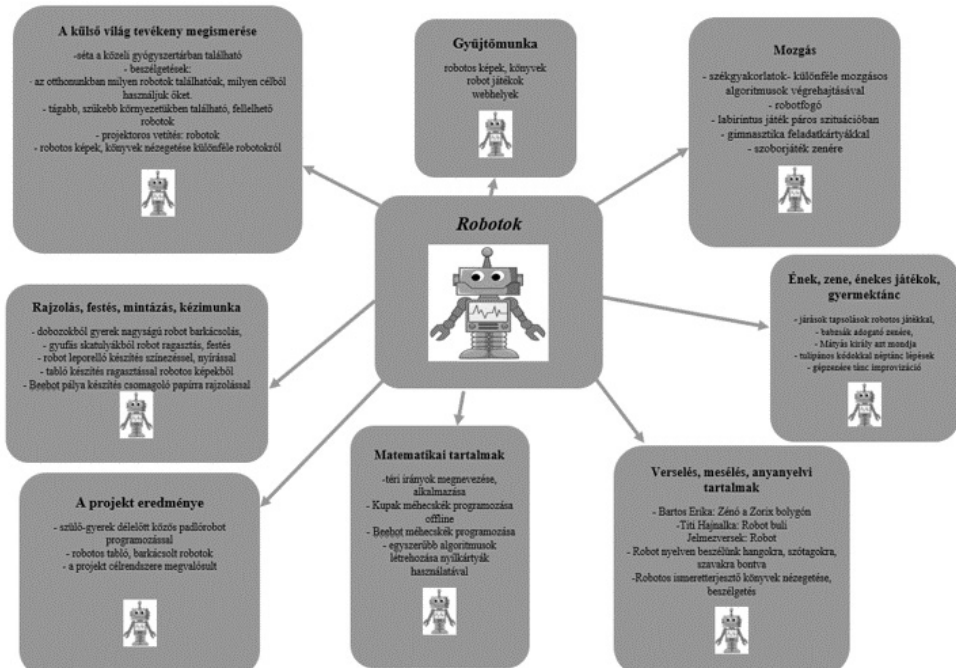 A külső világ tevékeny megismerése
-séta a közeli gyógyszertárban található
- beszélgetések:
- az otthonunkban milyen robotok találhatóak, milyen célból
használjuk őket.
- tágabb, szűkebb környezetükben található, fellelhető
robotok
- projektoros vetítés: robotok
- robotos képek, könyvek nézegetése különféle robotokról
Gyűjtőmunka
robotos képek, könyvek
robot játékok
webhelyek
Mozgás
- székgyakorlatok- különféle mozgásos
algoritmusok végrehajtásával
- robotfogó
- labirintus játék páros szituációban
- gimnasztika feladatkártyákkal
- szoborjáték zenére
Robotok
Rajzolás, festés, mintázás, kézimunka
- dobozokból gyerek nagyságú robot barkácsolás,
- gyufás skatulyákból robot ragasztás, festés
- robot leporelló készítés színezéssel, nyírással
- tabló készítés ragasztással robotos képekből
- Beebot pálya készítés csomagoló papírra rajzolással
Ének, zene, énekes játékok,
gyermektánc
- járások tapsolások robotos játékkal,
- babzsák adogató zenére,
- Mátyás király azt mondja
- tulipános kódokkal néptánc lépések
- gépzenére tánc improvizáció
A projekt eredménye
- szülő-gyerek délelőtt közös padlórobot
programozással
- robotos tabló, barkácsolt robotok
- a projekt célrendszere megvalósult
Matematikai tartalmak
-téri irányok megnevezése,
alkalmazása
- Kupak méhecskék programozása
offline
- Beebot méhecskék programozása
- egyszerűbb algoritmusok
létrehozása nyílkártyák
használatával
Verselés, mesélés, anyanyelvi
tartalmak
- Bartos Erika: Zénó a Zorix bolygón
-Titi Hajnalka: Robot buli
Jelmezversek: Robot
- Robot nyelven beszélünk hangokra, szótagokra,
szavakra bontva
-Robotos ismeretterjesztő könyvek nézegetése,
beszélgetés